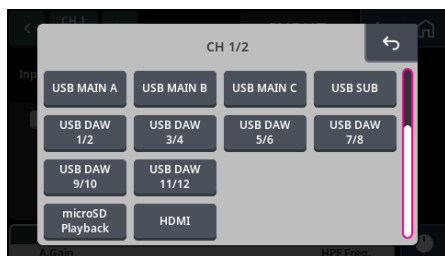 CH 1
CH 1/2
Inp
USB MAIN A
USB MAIN B
USB MAIN C
USB SUB
USB DAW
1/2
USB DAW
3/4
USB DAW
5/6
USB DAW
7/8
USB DAW
9/10
USB DAW
11/12
microSD
Playback
HDMI
A.Gain
HPF Freq.